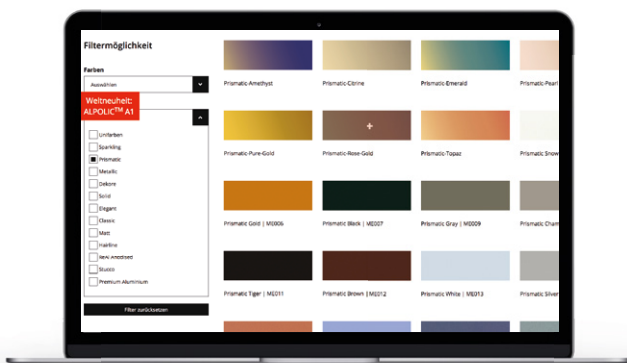 Filtermöglichkeit
Farben
Auswählen
Weltneuheit:
ALPOLIC™ A1
Unifarben
Sparkling
Prismatic
Metallic
Dekore
Solid
Elegant
Classic
Matt
Hairline
Real Anodised
Stucco
Premium Aluminium
Filter zurücksetzen
Prismatic-Amethyst
Prismatic-Citrine
Prismatic-Emerald
Prismatic-Pearl
Prismatic-Pure-Gold
Prismatic-Rose-Gold
Prismatic-Topaz
Prismatic Snow
Prismatic Gold | ME006
Prismatic Black | ME007
Prismatic Gray | ME009
Prismatic Cham
Prismatic Tiger | ME011
Prismatic Brown | ME012
Prismatic White | ME013
Prismatic Silver